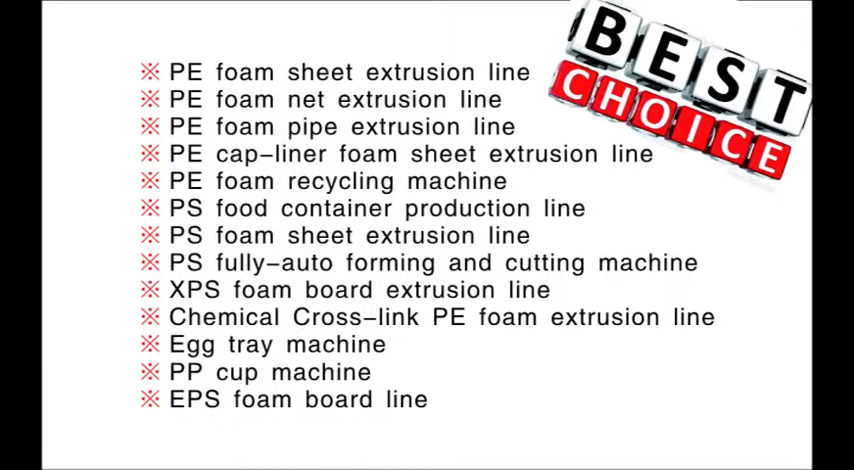 BEST
CHOICE
※ PE foam sheet extrusion line
※ PE foam net extrusion line
※ PE foam pipe extrusion line
※ PE cap-liner foam sheet extrusion line
※ PE foam recycling machine
※ PS food container production line
※ PS foam sheet extrusion line
※ PS fully-auto forming and cutting machine
※ XPS foam board extrusion line
※ Chemical Cross-link PE foam extrusion line
※ Egg tray machine
※ PP cup machine
※ EPS foam board line